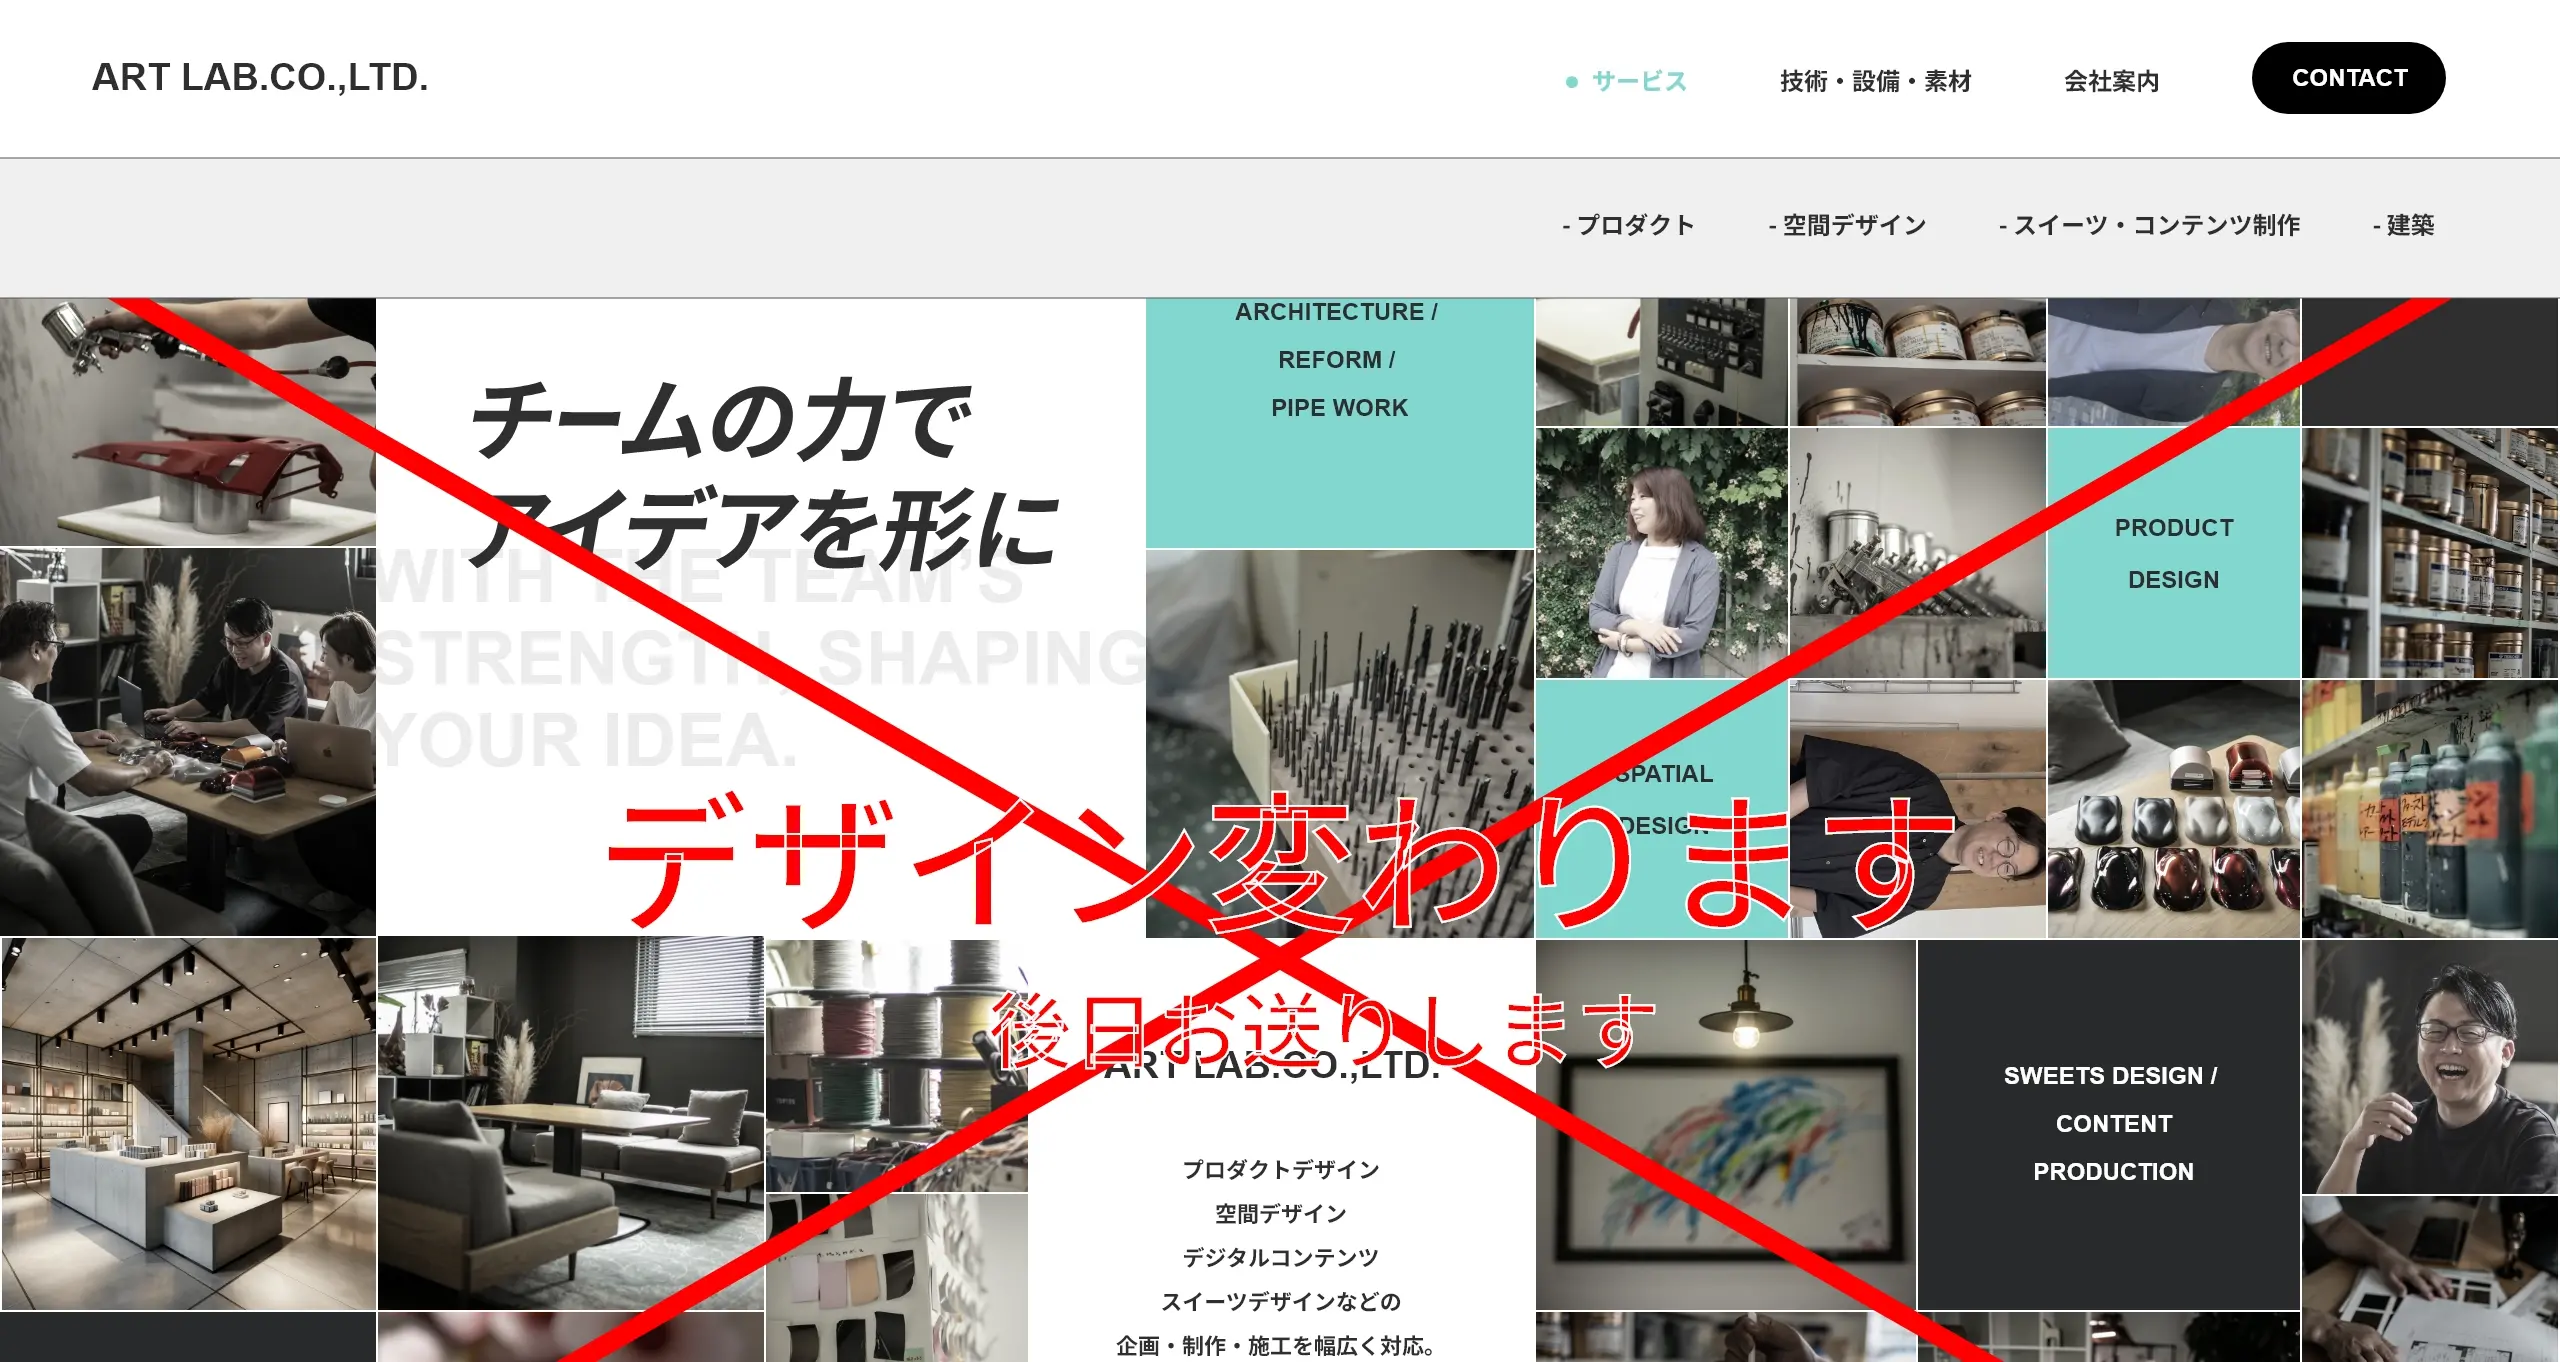 ART LAB.CO.,LTD.
サービス
技術・設備・素材
会社案内
CONTACT
- プロダクト
- 空間デザイン
- スイーツ・コンテンツ制作
- 建築
チームの力で
アイデアを形に
WITH THE TEAM'S
STRENGTH, SHAPING
YOUR IDEA.
ARCHITECTURE /
REFORM /
PIPE WORK
PRODUCT
DESIGN
SPATIAL
DESIGN
デザイン変わります
後日お送りします
ART LAB.CO.,LTD.
プロダクトデザイン
空間デザイン
デジタルコンテンツ
スイーツデザインなどの
企画・制作・施工を幅広く対応。
SWEETS DESIGN /
CONTENT
PRODUCTION